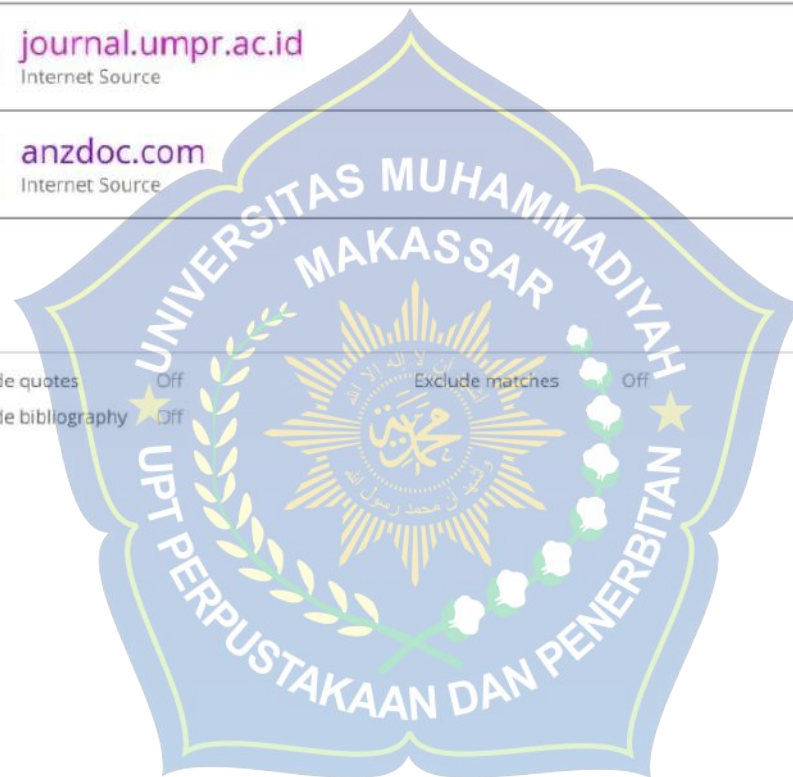 journal.umpr.ac.id
Internet Source
anzdoc.com
Internet Source
UNIVERSITAS MUHAMMADIYAH
MAKASSAR
de quotes Off Exclude matches Off
de bibliography Off
محمدية
UPT PERPUSTAKAAN DAN PENERBITAN